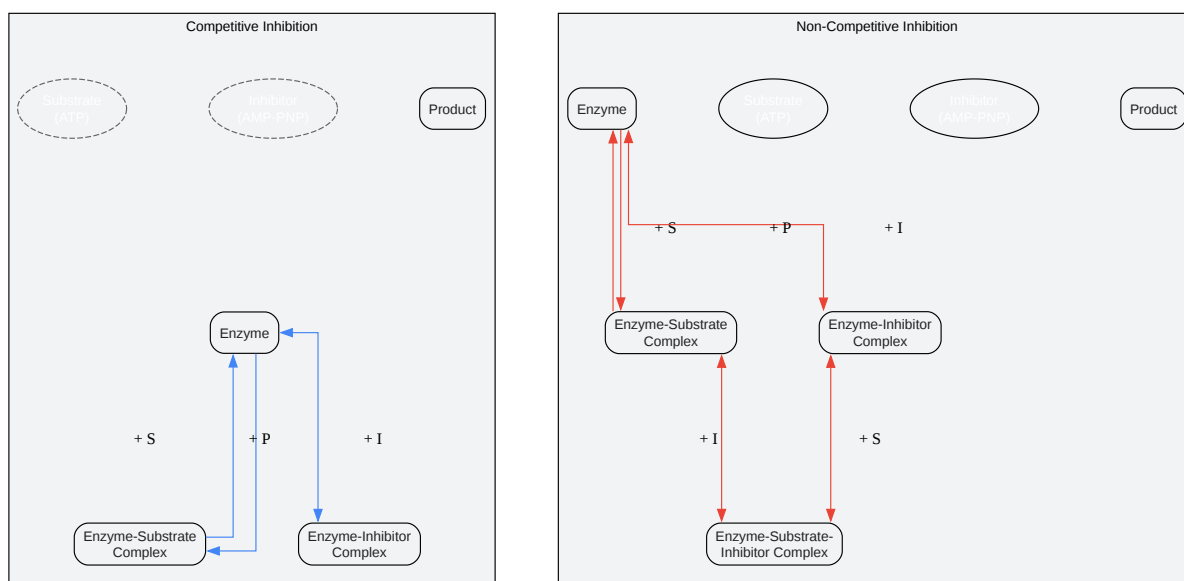 Competitive Inhibition
Substrate
(ATP)
Inhibitor
(AMP-PNP)
Product
Enzyme
+ S
+ P
+ I
Enzyme-Substrate
Complex
Enzyme-Inhibitor
Complex
Non-Competitive Inhibition
Enzyme
Substrate
(ATP)
Inhibitor
(AMP-PNP)
Product
+ S
+ P
+ I
Enzyme-Substrate
Complex
Enzyme-Inhibitor
Complex
+ I
+ S
Enzyme-Substrate-
Inhibitor Complex